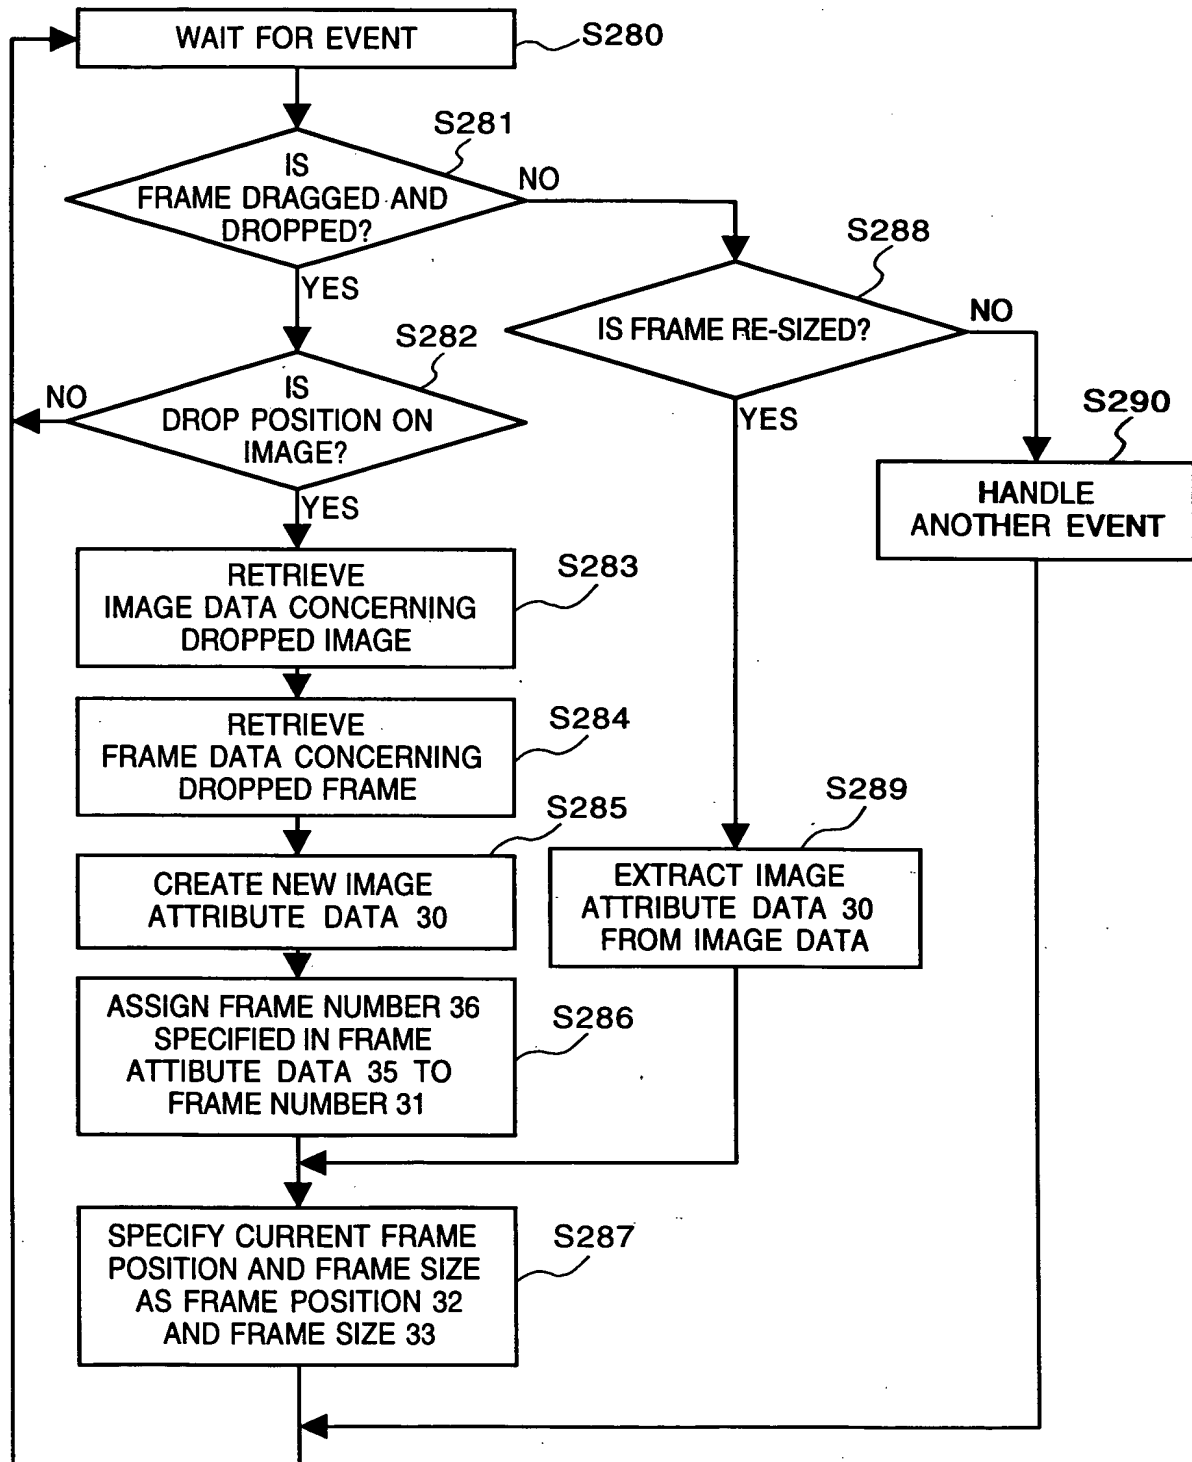 WAIT FOR EVENT
S280
S281
IS
FRAME DRAGGED AND
DROPPED?
NO
YES
S288
IS FRAME RE-SIZED?
NO
YES
S282
IS
DROP POSITION ON
IMAGE?
NO
YES
S290
HANDLE
ANOTHER EVENT
S283
RETRIEVE
IMAGE DATA CONCERNING
DROPPED IMAGE
S284
RETRIEVE
FRAME DATA CONCERNING
DROPPED FRAME
S285
CREATE NEW IMAGE
ATTRIBUTE DATA 30
S289
EXTRACT IMAGE
ATTRIBUTE DATA 30
FROM IMAGE DATA
S286
ASSIGN FRAME NUMBER 36
SPECIFIED IN FRAME
ATTIBUTE DATA 35 TO
FRAME NUMBER 31
S287
SPECIFY CURRENT FRAME
POSITION AND FRAME SIZE
AS FRAME POSITION 32
AND FRAME SIZE 33